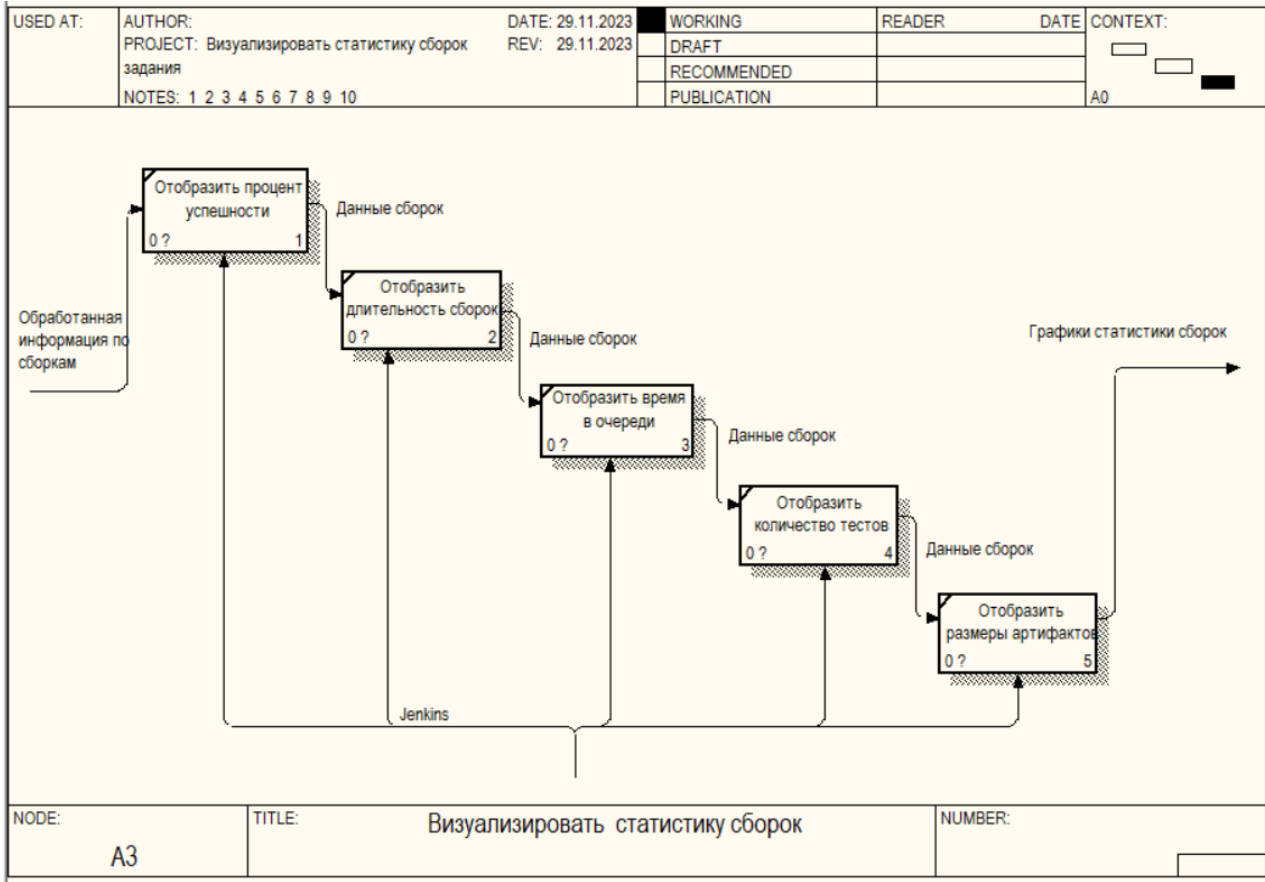 USED AT:
AUTHOR:
DATE: 29.11.2023
WORKING
READER
DATE
CONTEXT:
PROJECT: Визуализировать статистику сборок
REV: 29.11.2023
DRAFT
задания
RECOMMENDED
NOTES: 1 2 3 4 5 6 7 8 9 10
PUBLICATION
A0
Отобразить процент
успешности
0 ?
1
Данные сборок
Отобразить
длительность сборок
0 ?
2
Обработанная
информация по
сборкам
Данные сборок
Графики статистики сборок
Отобразить время
в очереди
0 ?
3
Данные сборок
Отобразить
количество тестов
0 ?
4
Данные сборок
Отобразить
размеры артифактов
0 ?
5
Jenkins
NODE:
A3
TITLE:
Визуализировать статистику сборок
NUMBER: